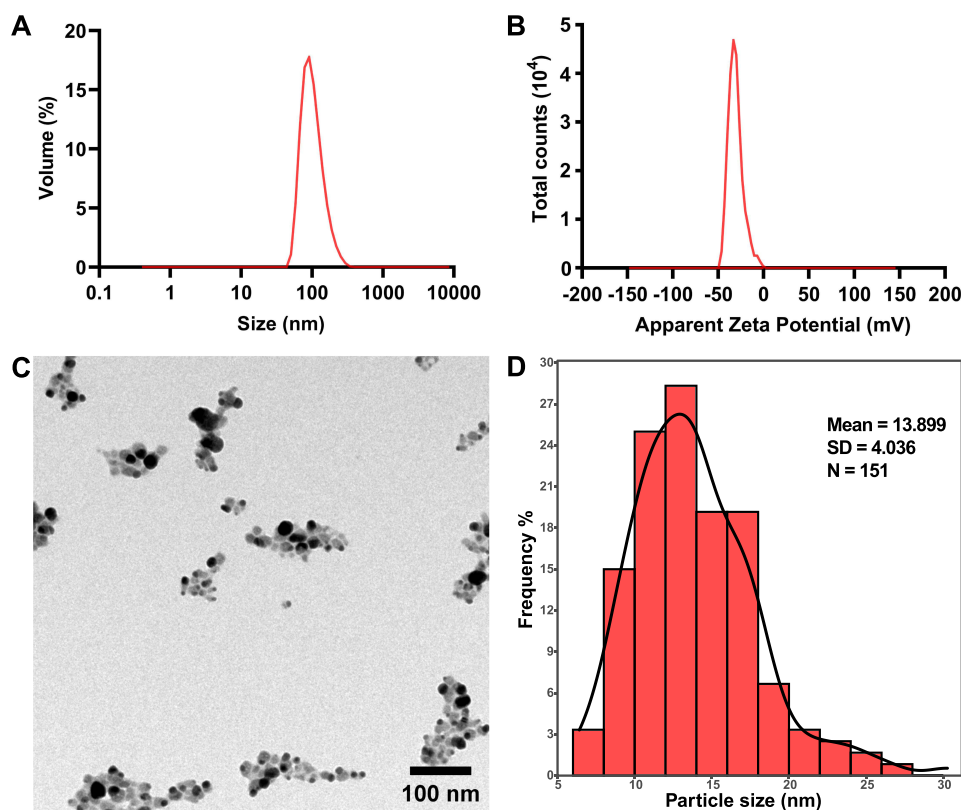 A
20
15
10
5
0
Volume (%)
0.1 1 10 100 1000 10000
Size (nm)
B
5
4
3
2
1
0
Total counts (10⁴)
-200 -150 -100 -50 0 50 100 150 200
Apparent Zeta Potential (mV)
C
100 nm
D
30
27
24
21
18
15
12
9
6
3
0
Frequency %
Mean = 13.899
SD = 4.036
N = 151
5 10 15 20 25 30
Particle size (nm)